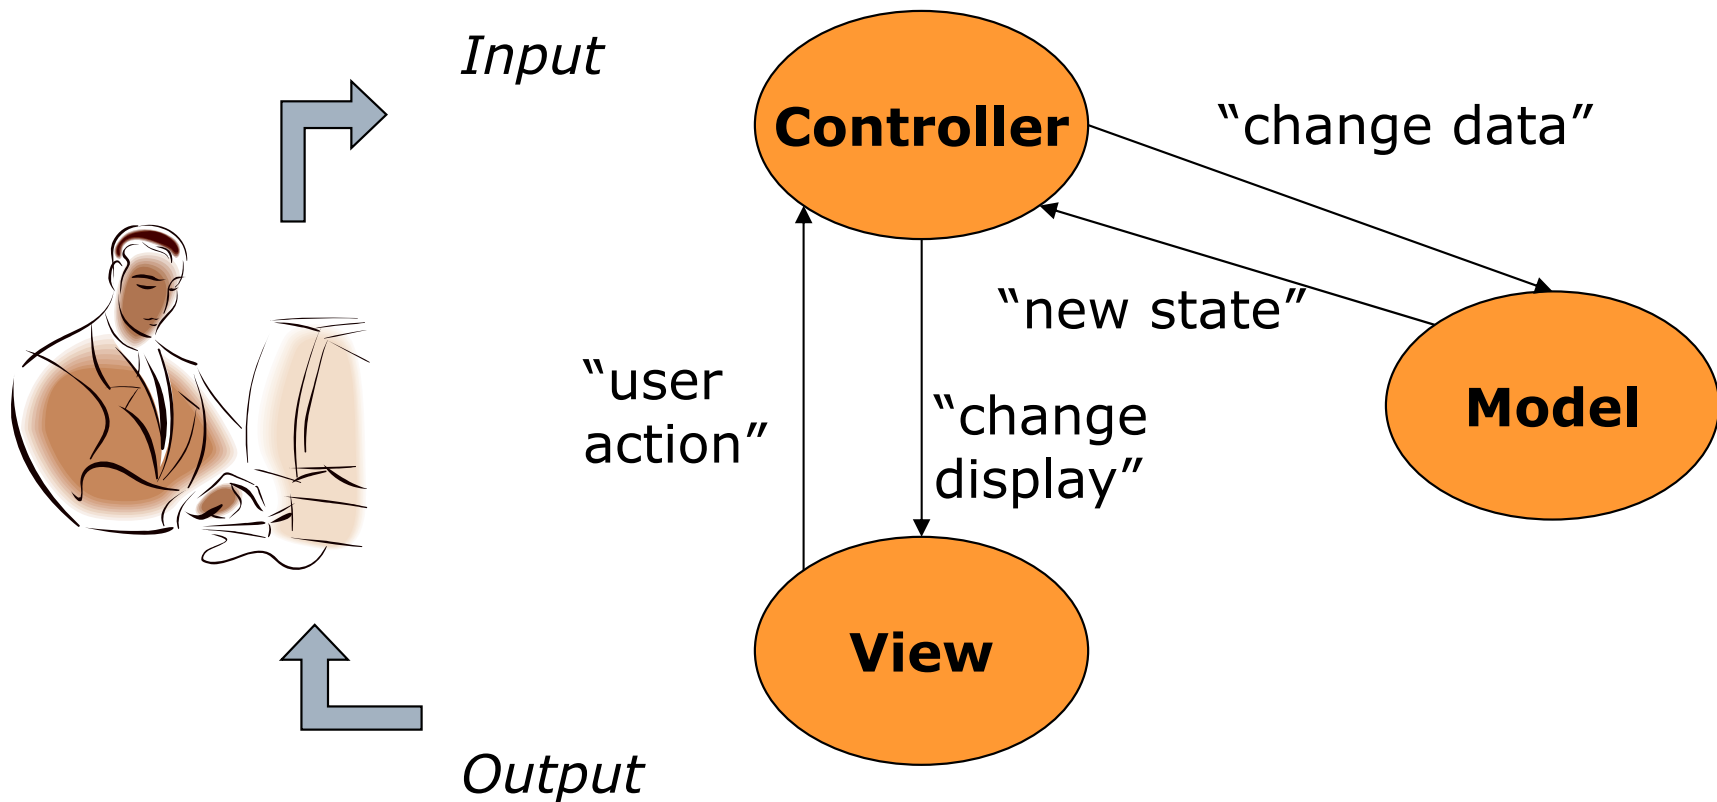 Input
Controller
“change data”
“new state”
“user
action”
“change
display”
Model
View
Output